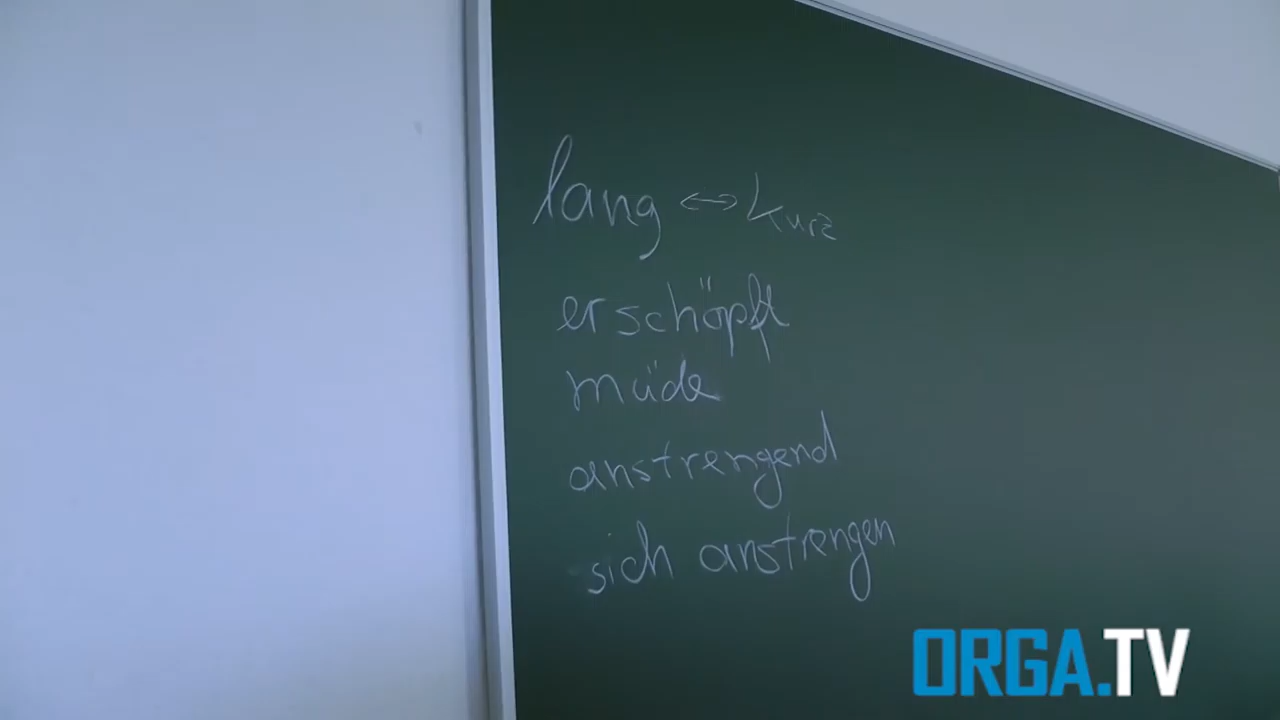 lang ↔ kurz
erschöpft
müde
anstrengend
sich anstrengen
ORGA.TV